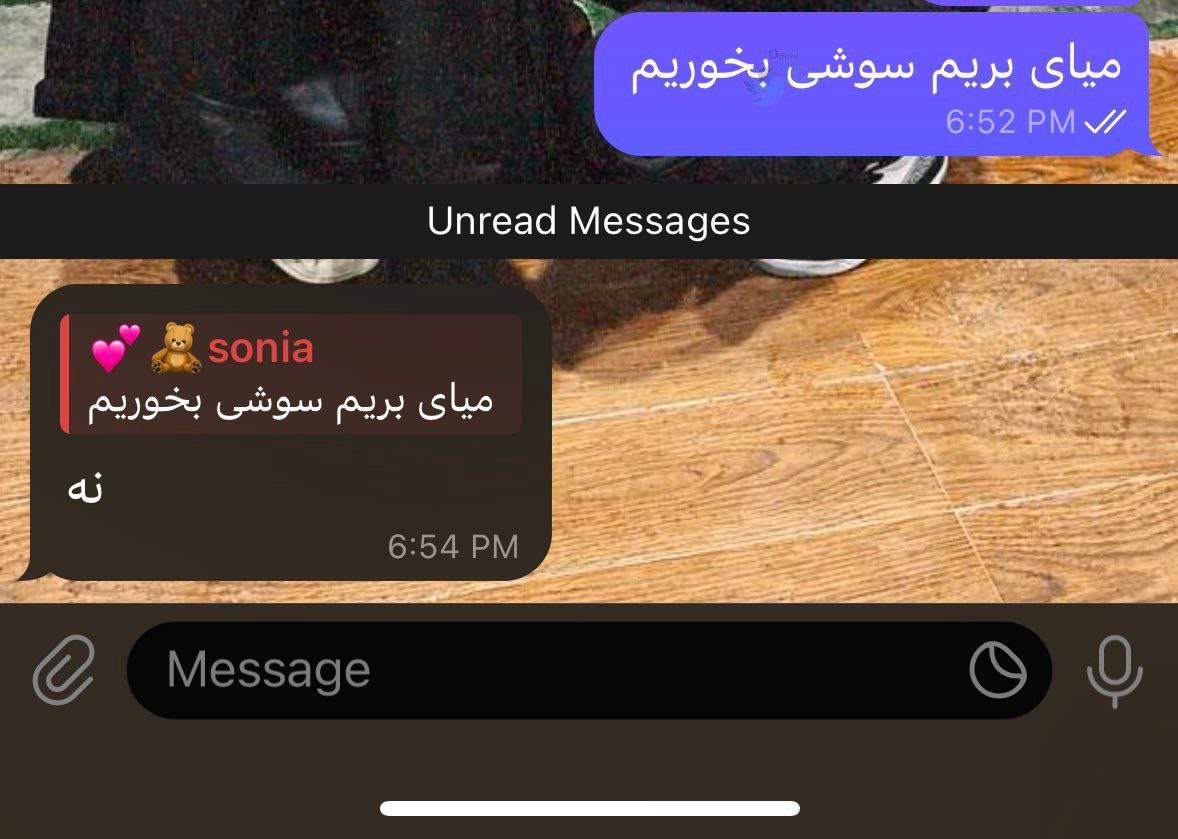 میای بریم سوشی بخوریم
Officiel
6:52 PM
Unread Messages
💕🧸sonia
میای بریم سوشی بخوریم
نه
6:54 PM
Message